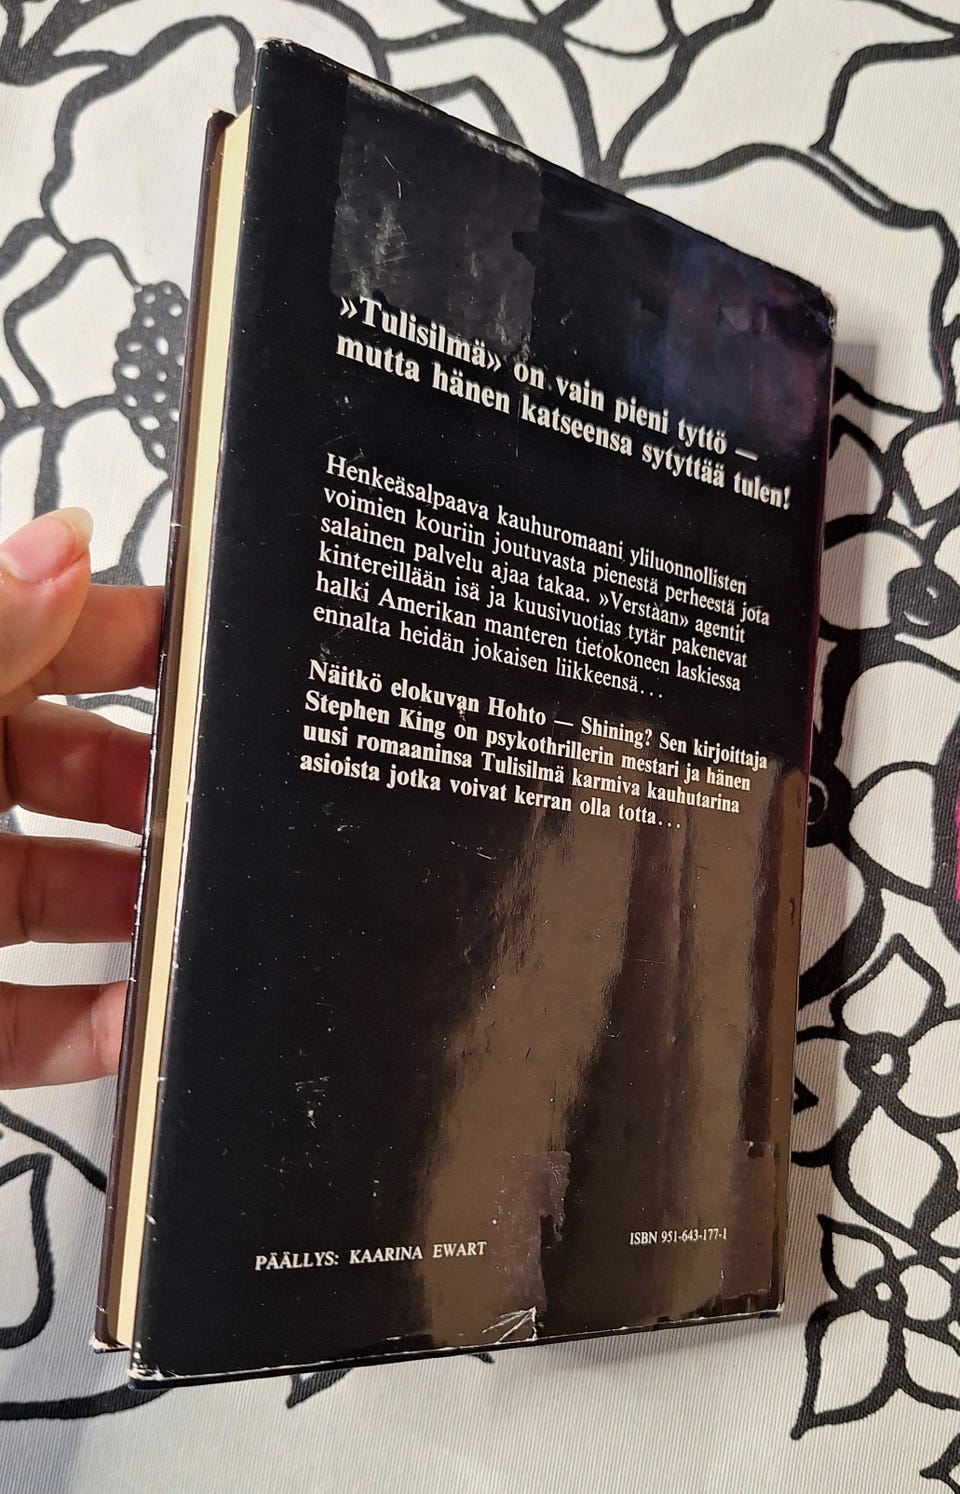 »Tulisilmä» on vain pieni tyttö —
mutta hänen katseensa sytyttää tulen!
Henkeäsalpaava kauhuromaani yliluonnollisten
voimien kouriin joutuvasta pienestä perheestä jota
salainen palvelu ajaa takaa. »Verstaan» agentit
kintereillään isä ja kuusivuotias tytär pakenevat
halki Amerikan manteren tietokoneen laskiessa
ennalta heidän jokaisen liikkeensä...
Näitkö elokuvan Hohto — Shining? Sen kirjoittaja
Stephen King on psykothrillerin mestari ja hänen
uusi romaaninsa Tulisilmä karmiva kauhutarina
asioista jotka voivat kerran olla totta...
PÄÄLLYS: KAARINA EWART
ISBN 951-643-177-1